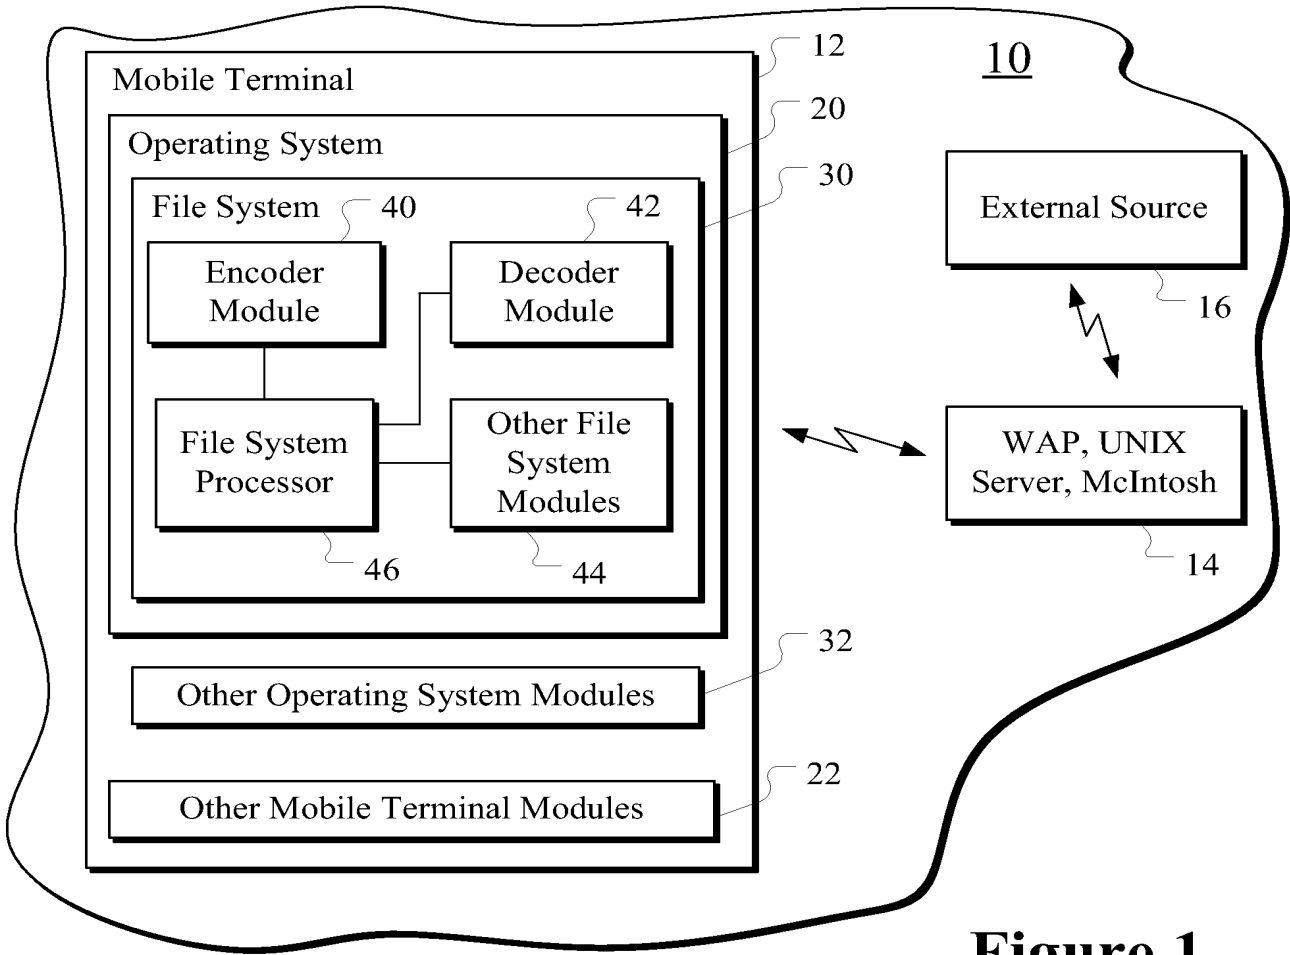 10
12
Mobile Terminal
20
Operating System
30
File System
40
42
Encoder
Module
Decoder
Module
External Source
16
File System
Processor
Other File
System
Modules
WAP, UNIX
Server, McIntosh
46
44
14
32
Other Operating System Modules
22
Other Mobile Terminal Modules
Figure 1